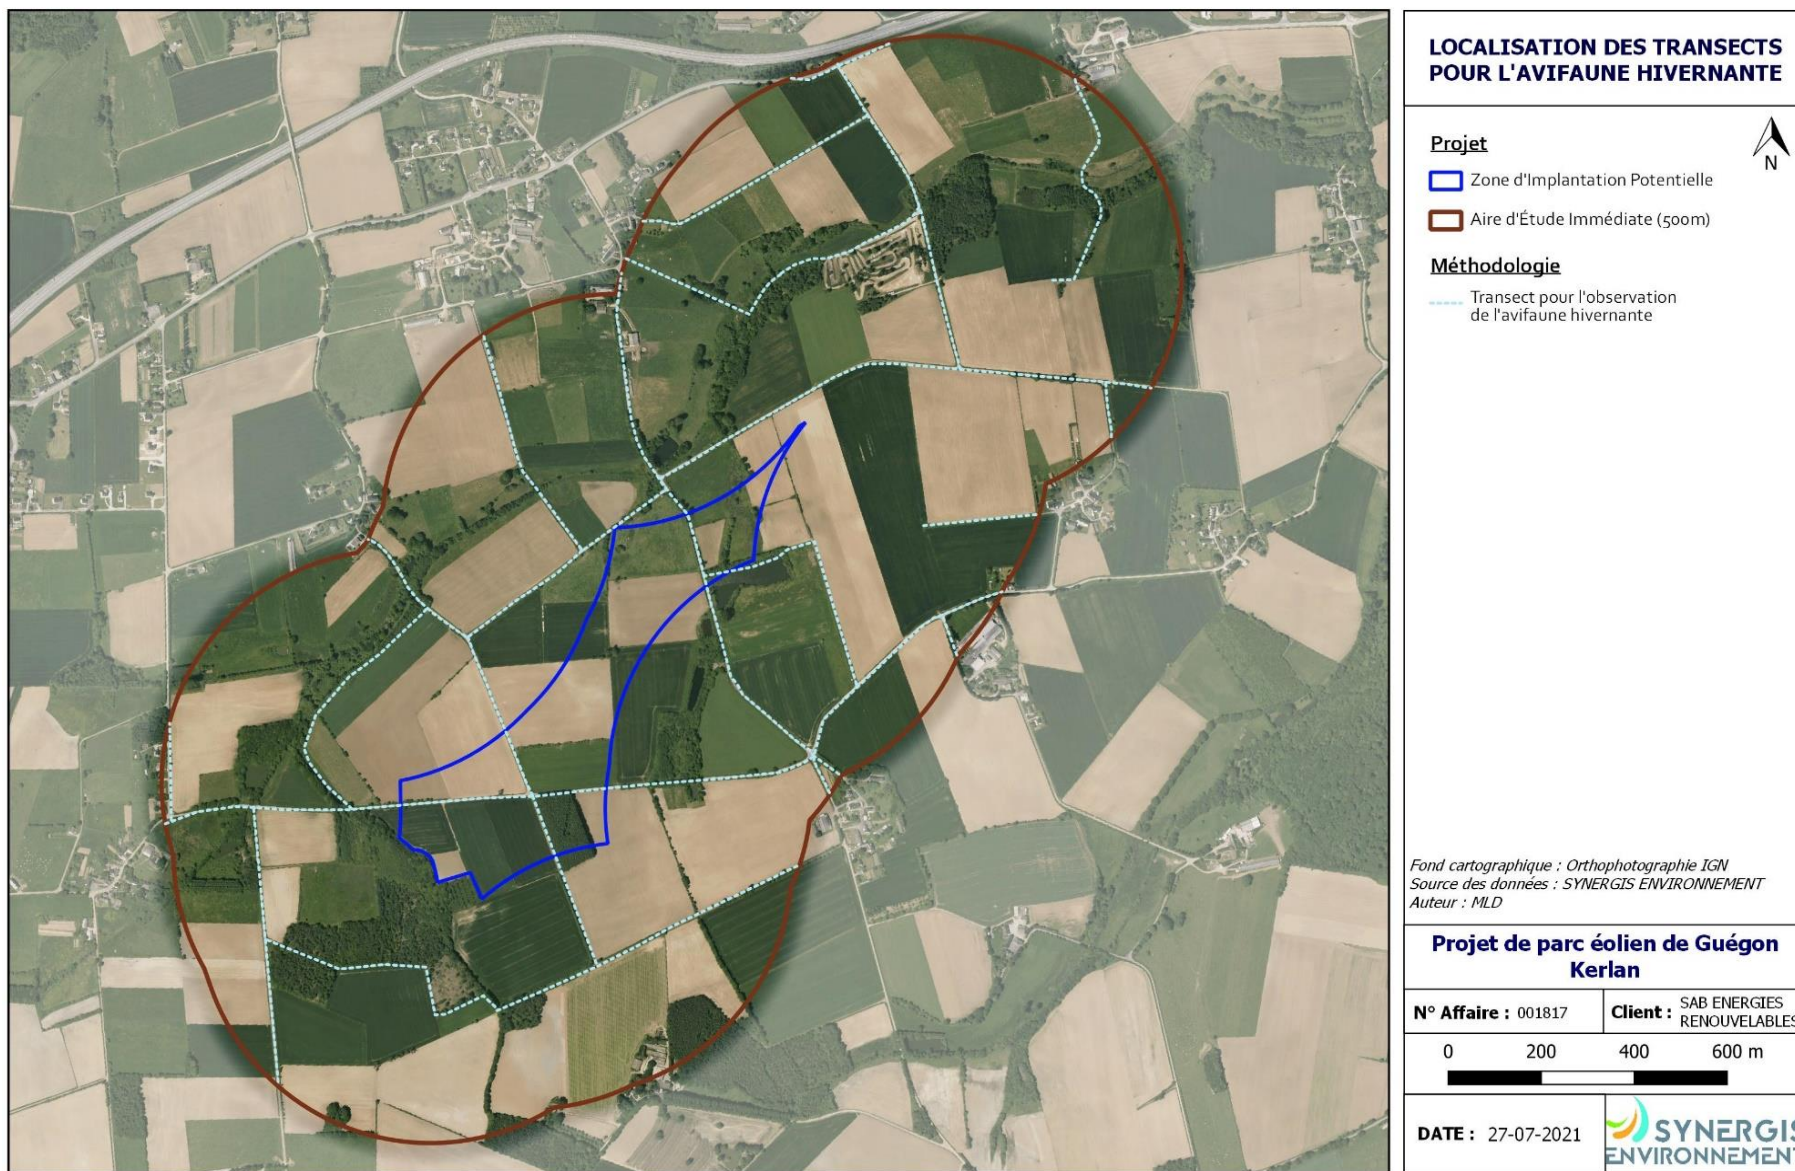 LOCALISATION DES TRANSECTS
POUR L'AVIFAUNE HIVERNANTE
Projet
N
Zone d'Implantation Potentielle
Aire d'Étude Immédiate (500m)
Méthodologie
Transect pour l'observation
de l'avifaune hivernante
Fond cartographique : Orthophotographie IGN
Source des données : SYNERGIS ENVIRONNEMENT
Auteur : MLD
Projet de parc éolien de Guégon
Kerlan
N° Affaire : 001817
Client : SAB ENERGIES
RENOUVELABLES
0 200 400 600 m
DATE : 27-07-2021
SYNERGIS
ENVIRONNEMENT